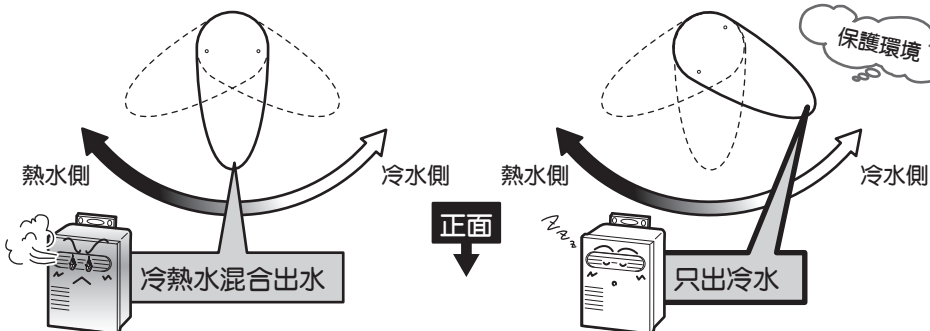 保護環境
熱水側
冷水側
熱水側
冷水側
正面
zzz
冷熱水混合出水
只出冷水